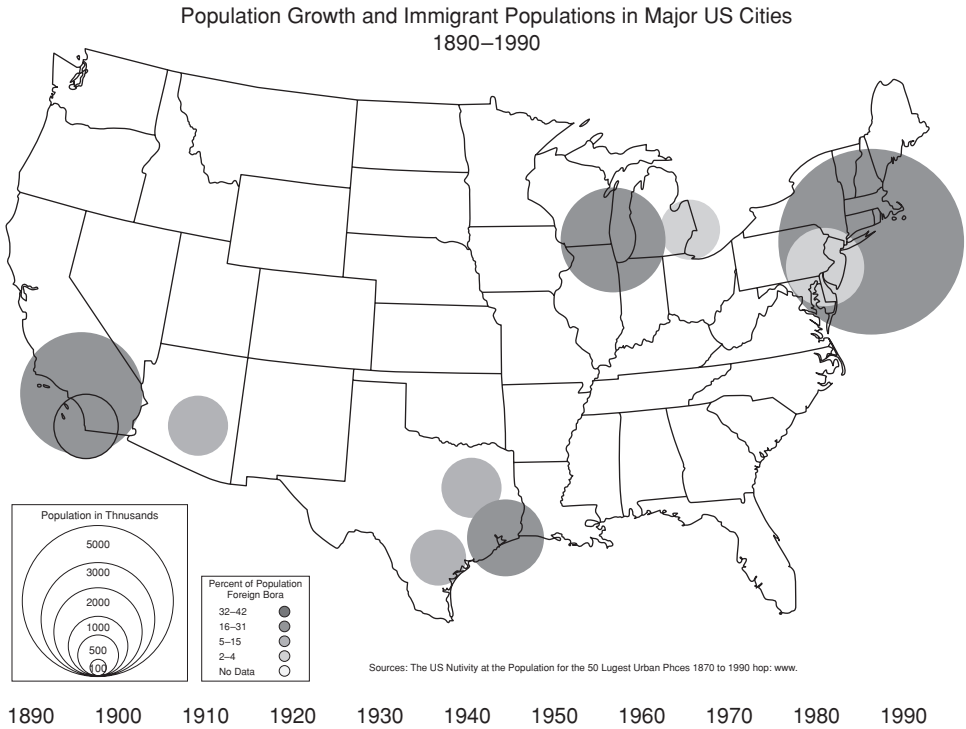 Population Growth and Immigrant Populations in Major US Cities
1890–1990
Population in Thnusands
5000
3000
2000
1000
500
100
Percent of Population
Foreign Bora
32–42
16–31
5–15
2–4
No Data
Sources: The US Nutivity at the Population for the 50 Lugest Urban Phces 1870 to 1990 hop: www.
1890 1900 1910 1920 1930 1940 1950 1960 1970 1980 1990